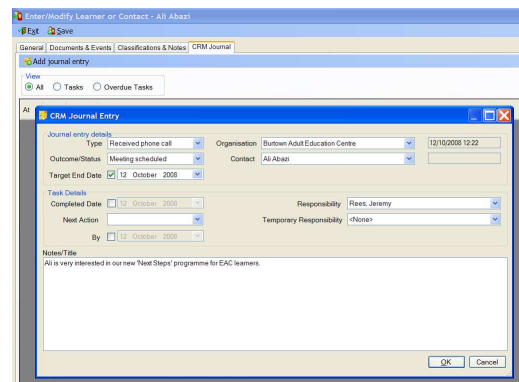 Enter/Modify Learner or Contact - Ali Abazi
Exit Save
General Documents & Events Classifications & Notes CRM Journal
Add journal entry
View
All Tasks Overdue Tasks
At
CRM Journal Entry
Journal entry details
Type Received phone call Organisation Burtown Adult Education Centre 12/10/2008 12:22
Outcome/Status Meeting scheduled Contact Ali Abazi
Target End Date 12 October 2008
Task Details
Completed Date 12 October 2008 Responsibility Rees, Jeremy
Next Action Temporary Responsibility <None>
By 12 October 2008
Notes/Title
Ali is very interested in our new 'Next Steps' programme for EAC learners.
OK Cancel